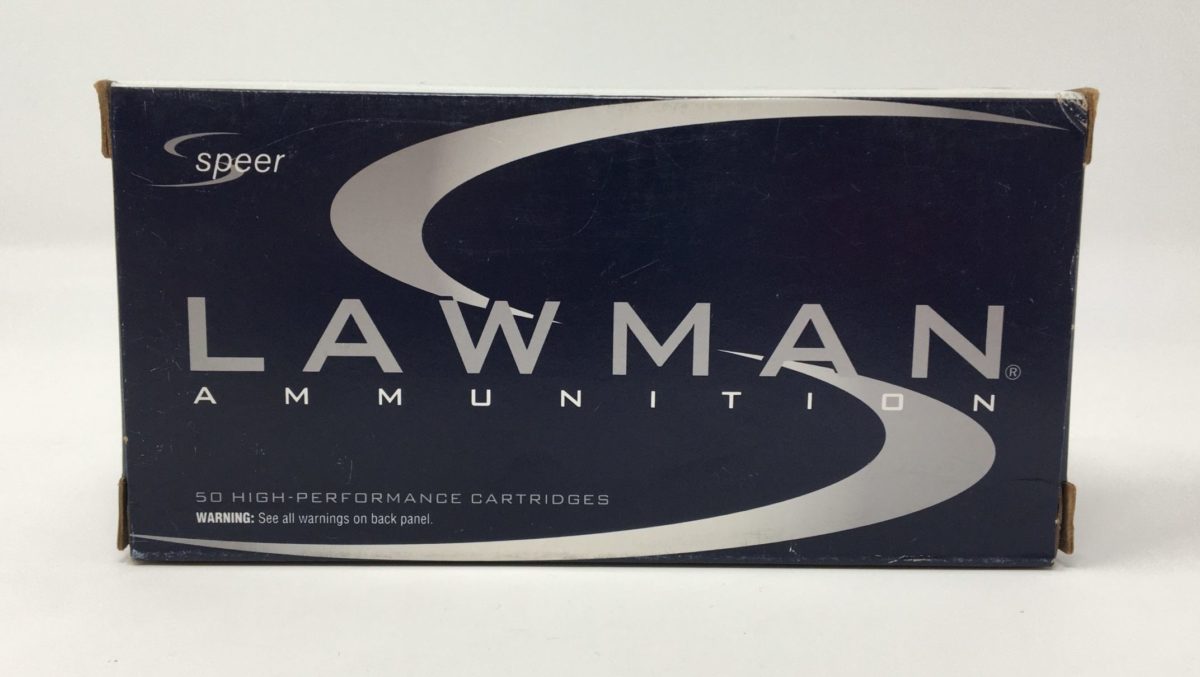 speer
LAWMAN®
AMMUNITION
50 HIGH-PERFORMANCE CARTRIDGES
WARNING: See all warnings on back panel.